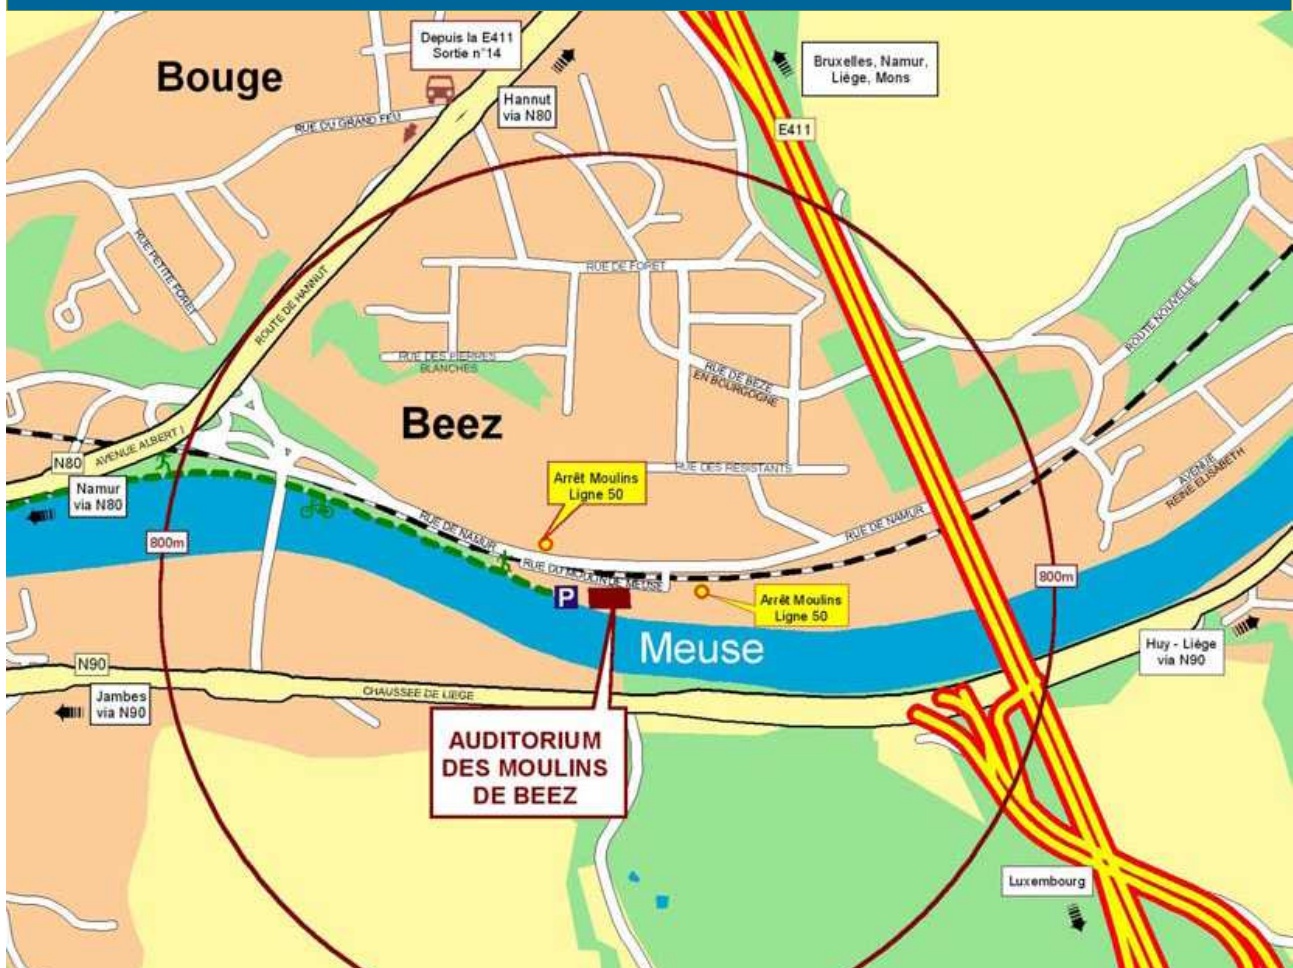 Depuis la E411
Sortie n°14
Bouge
Hannut
via N80
Bruxelles, Namur,
Liège, Mons
E411
RUE DU GRAND FEU
RUE PETITE FORET
ROUTE DE HANNUT
RUE DE FORET
ROUTE NOUVELLE
RUE DES PIERRES
BLANCHES
RUE DE BEZE
EN BOURGOGNE
Beez
AVENUE ALBERT I
N80
Namur
via N80
Arrêt Moulins
Ligne 50
RUE DES RESISTANTS
AVENUE
REINE ELISABETH
RUE DE NAMUR
RUE DE NAMUR
800m
RUE DU MOULIN DE MEUSE
800m
P
Arrêt Moulins
Ligne 50
Meuse
Huy - Liège
via N90
N90
Jambes
via N90
CHAUSSEE DE LIEGE
AUDITORIUM
DES MOULINS
DE BEEZ
Luxembourg